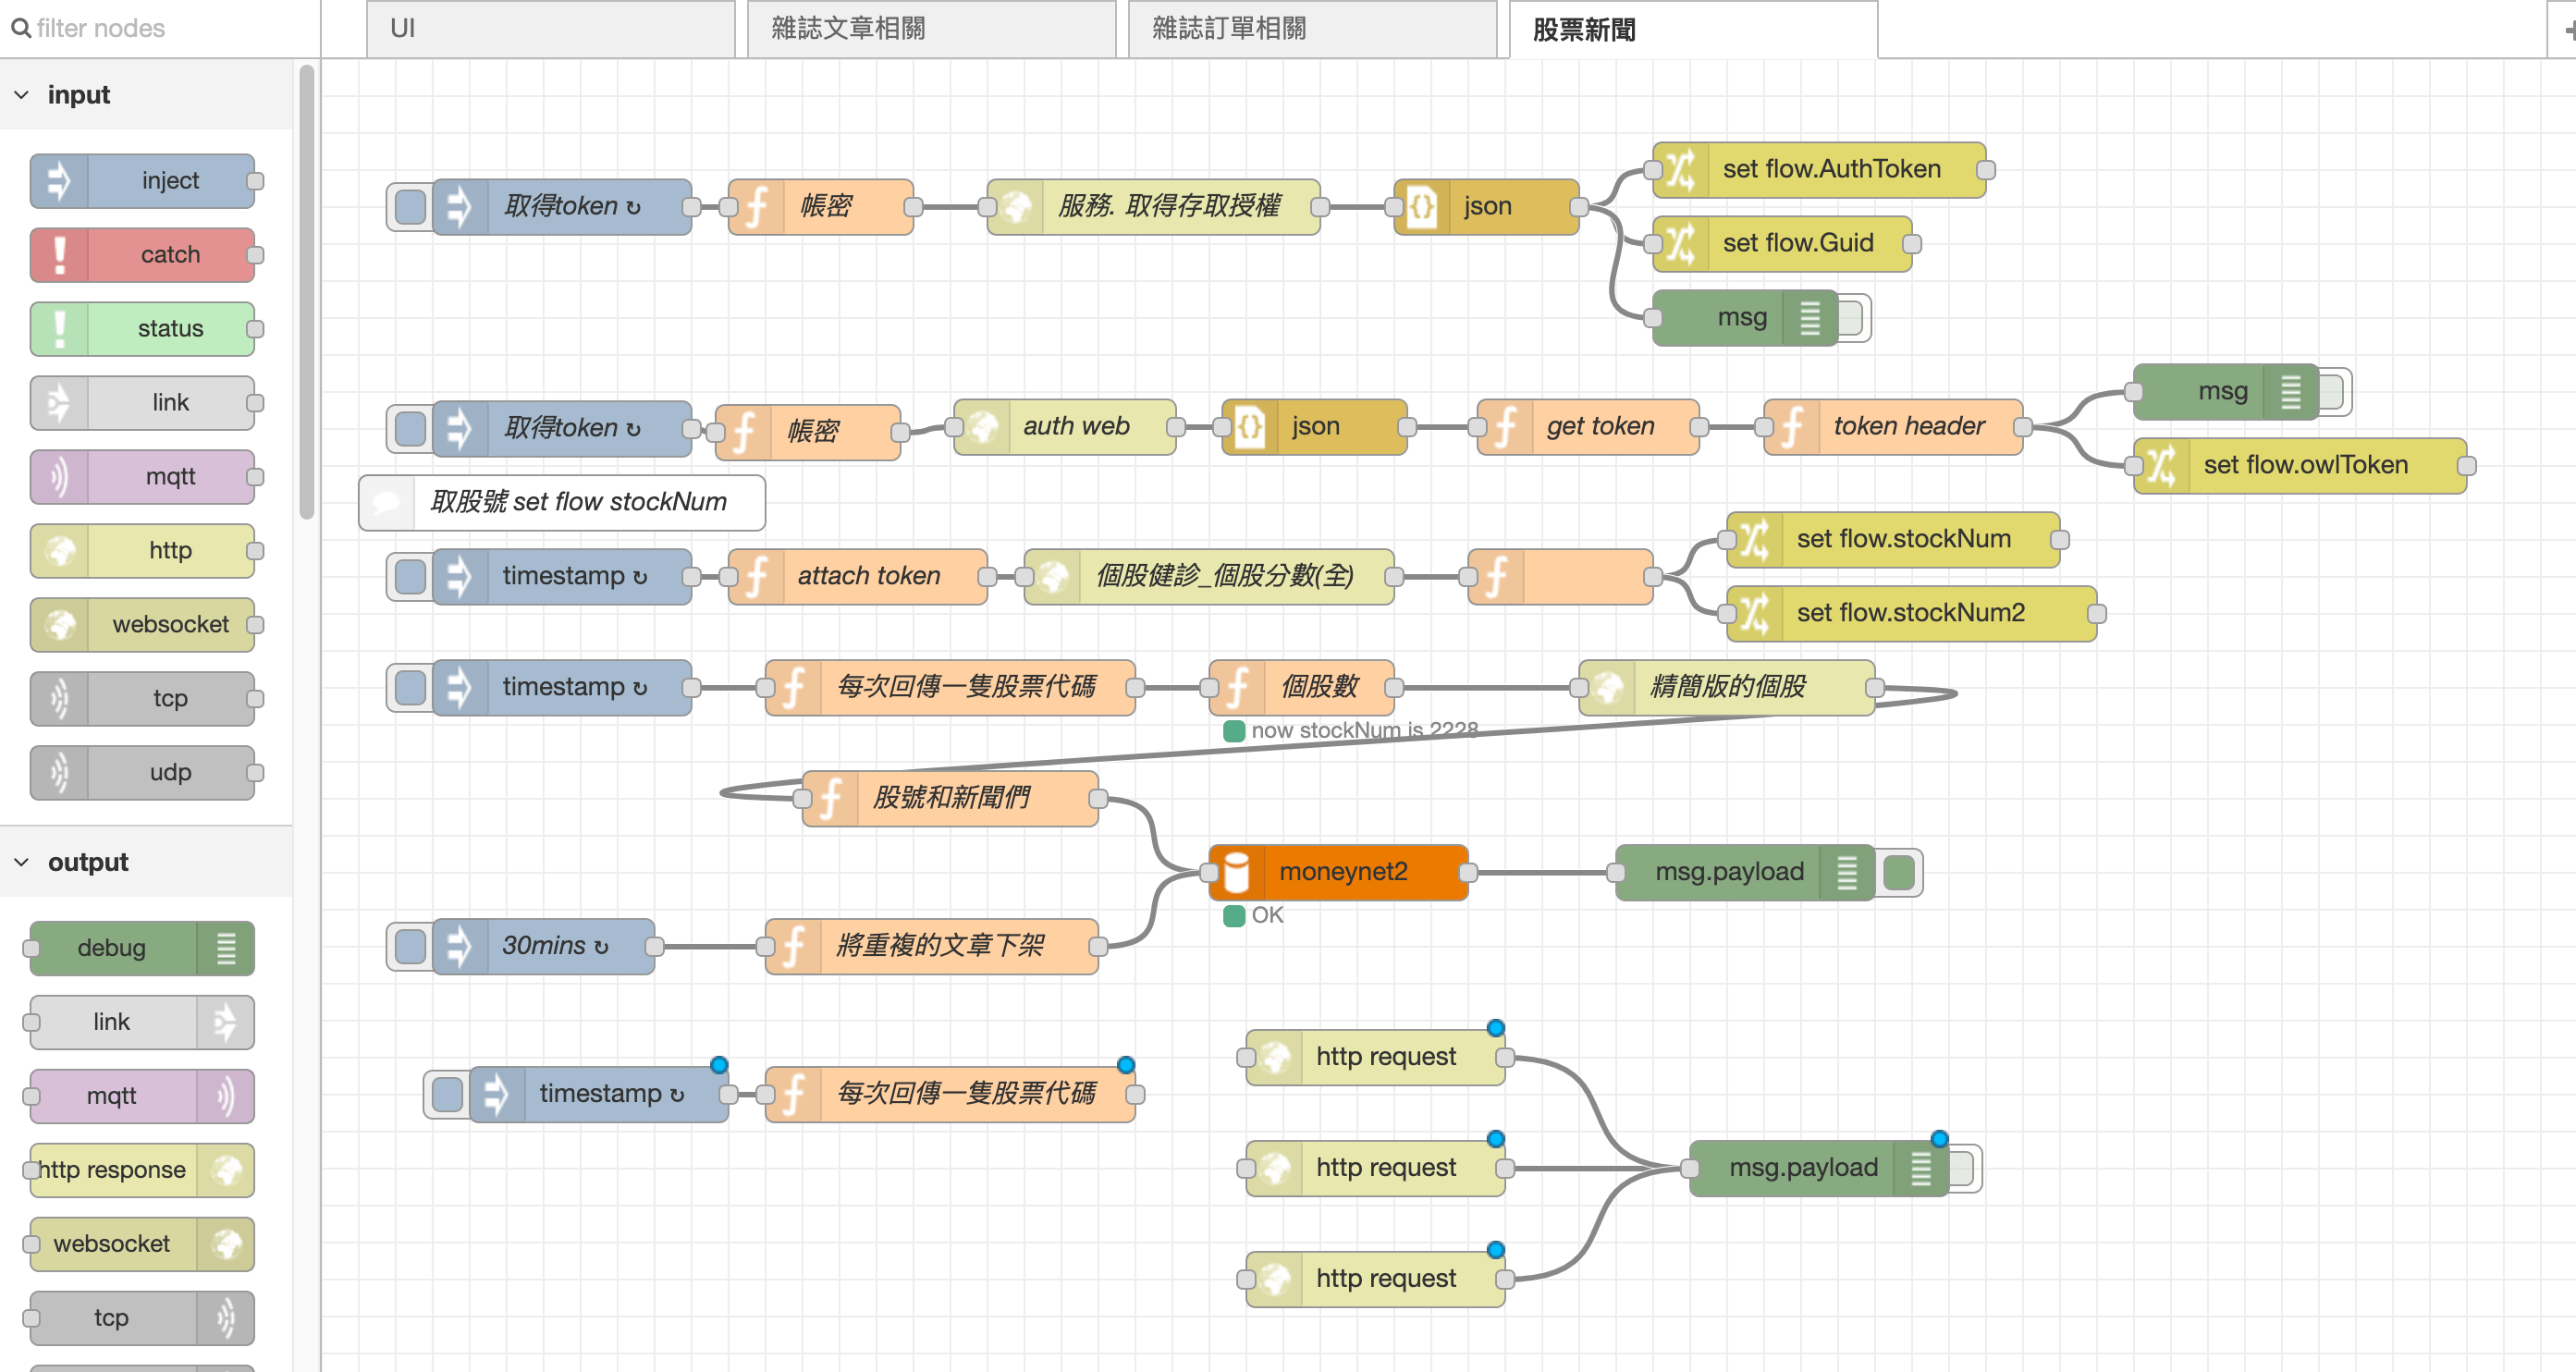 filter nodes
UI
雜誌文章相關
雜誌訂單相關
股票新聞
input
inject
catch
status
link
mqtt
http
websocket
tcp
udp
output
debug
link
mqtt
http response
websocket
tcp
取得token ↻
帳密
服務. 取得存取授權
json
set flow.AuthToken
set flow.Guid
msg
取得token ↻
帳密
auth web
json
get token
token header
msg
set flow.owlToken
取股號 set flow stockNum
timestamp ↻
attach token
個股健診_個股分數(全)
set flow.stockNum
set flow.stockNum2
timestamp ↻
每次回傳一隻股票代碼
個股數
精簡版的個股
now stockNum is 2228
股號和新聞們
moneynet2
msg.payload
OK
30mins ↻
將重複的文章下架
timestamp ↻
每次回傳一隻股票代碼
http request
http request
msg.payload
http request